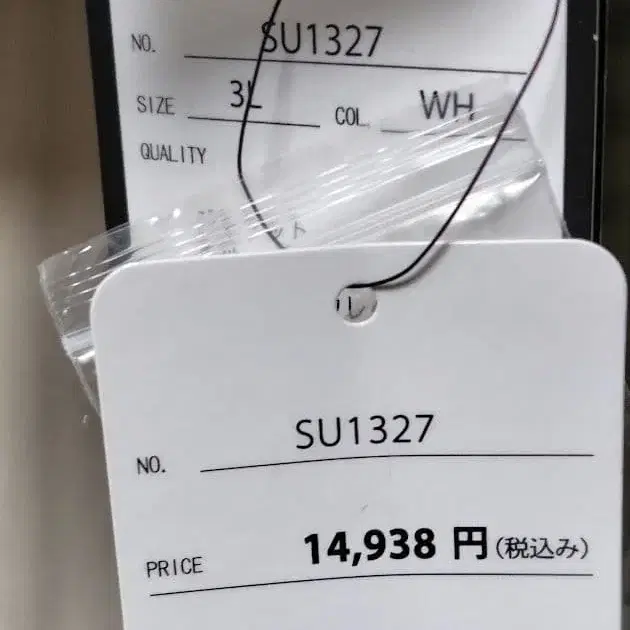 NO. SU1327
SIZE 3L COL. WH
QUALITY
NO. SU1327
PRICE 14,938 円(税込み)